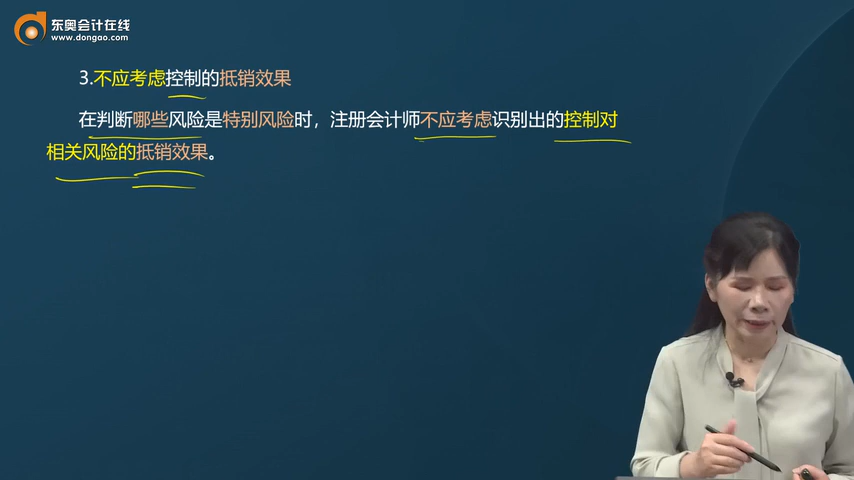 东奥会计在线
www.dongao.com
3.不应考虑控制的抵销效果
在判断哪些风险是特别风险时，注册会计师不应考虑识别出的控制对
相关风险的抵销效果。